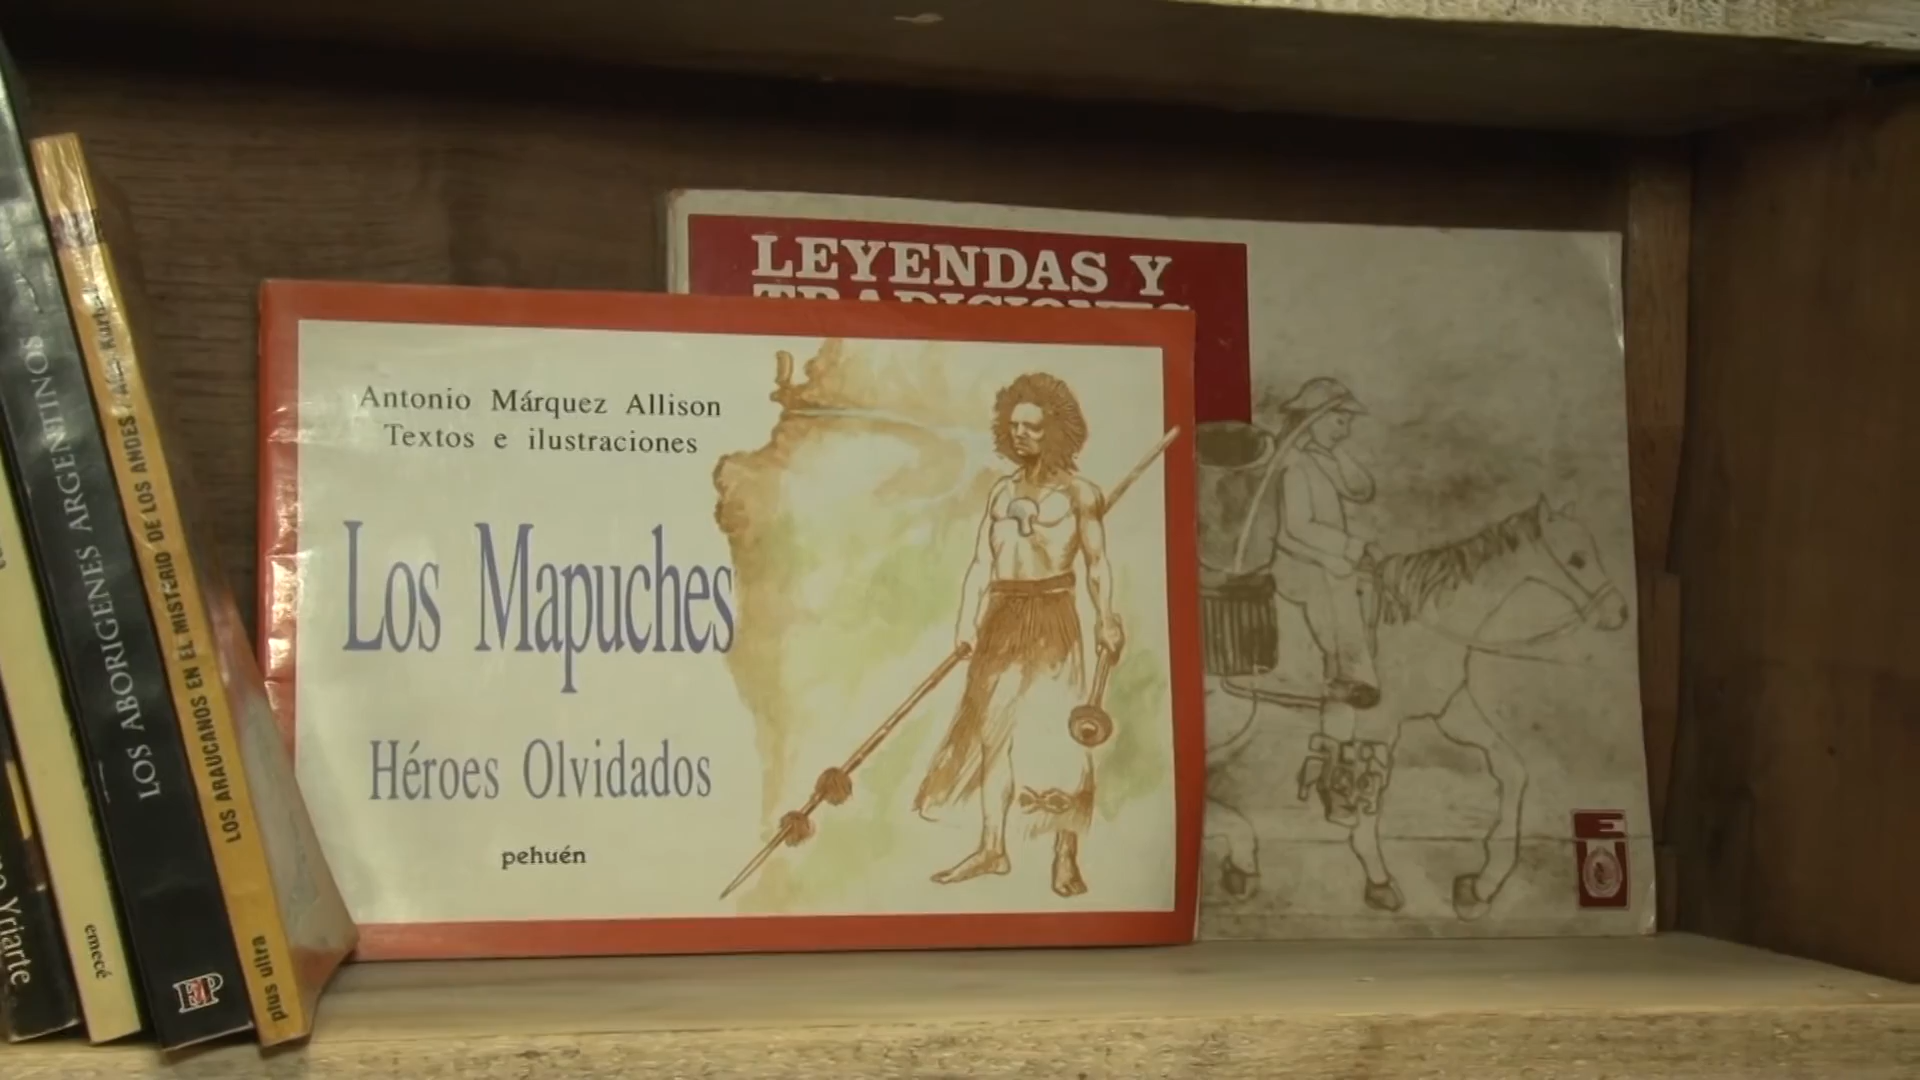 Yriarte
emecé
LOS ABORIGENES ARGENTINOS
LOS ARAUCANOS EN EL MISTERIO DE LOS ANDES
plus ultra
LEYENDAS Y
TRADICIONES
Antonio Márquez Allison
Textos e ilustraciones
Los Mapuches
Héroes Olvidados
pehuén